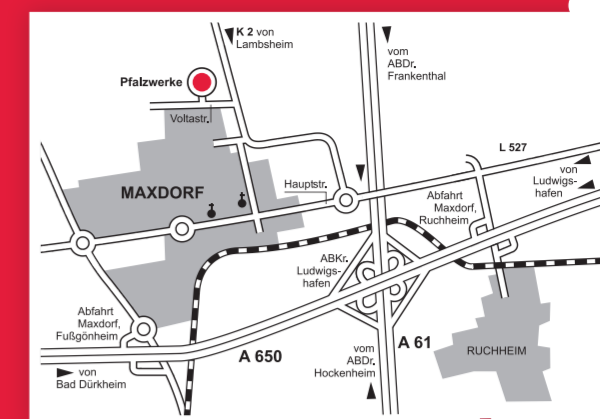 K 2 von
Lambsheim
vom
ABDr.
Frankenthal
Pfalzwerke
Voltastr.
L 527
von
Ludwigs-
hafen
MAXDORF
Hauptstr.
Abfahrt
Maxdorf,
Ruchheim
ABKr.
Ludwigs-
hafen
Abfahrt
Maxdorf,
Fußgönheim
A 650
A 61
vom
ABDr.
Hockenheim
RUCHHEIM
von
Bad Dürkheim